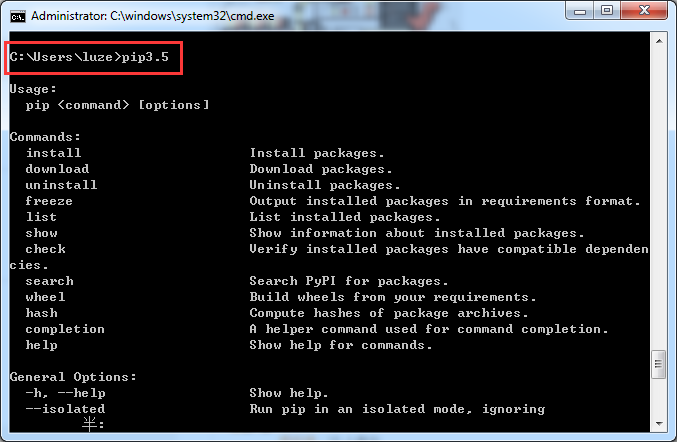 Administrator: C:\windows\system32\cmd.exe
C:\Users\luze>pip3.5
Usage:
pip <command> [options]
Commands:
install Install packages.
download Download packages.
uninstall Uninstall packages.
freeze Output installed packages in requirements format.
list List installed packages.
show Show information about installed packages.
check Verify installed packages have compatible dependen
cies.
search Search PyPI for packages.
wheel Build wheels from your requirements.
hash Compute hashes of package archives.
completion A helper command used for command completion.
help Show help for commands.
General Options:
-h, --help Show help.
--isolated Run pip in an isolated mode, ignoring
半: